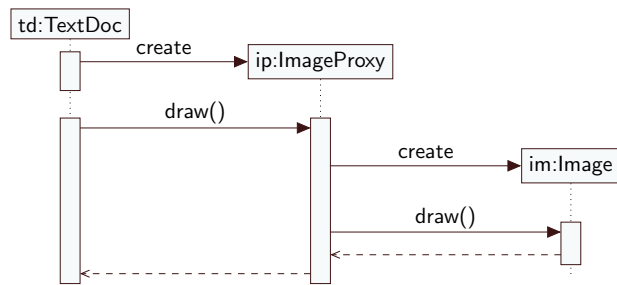 td:TextDoc
create
ip:ImageProxy
draw()
create
im:Image
draw()